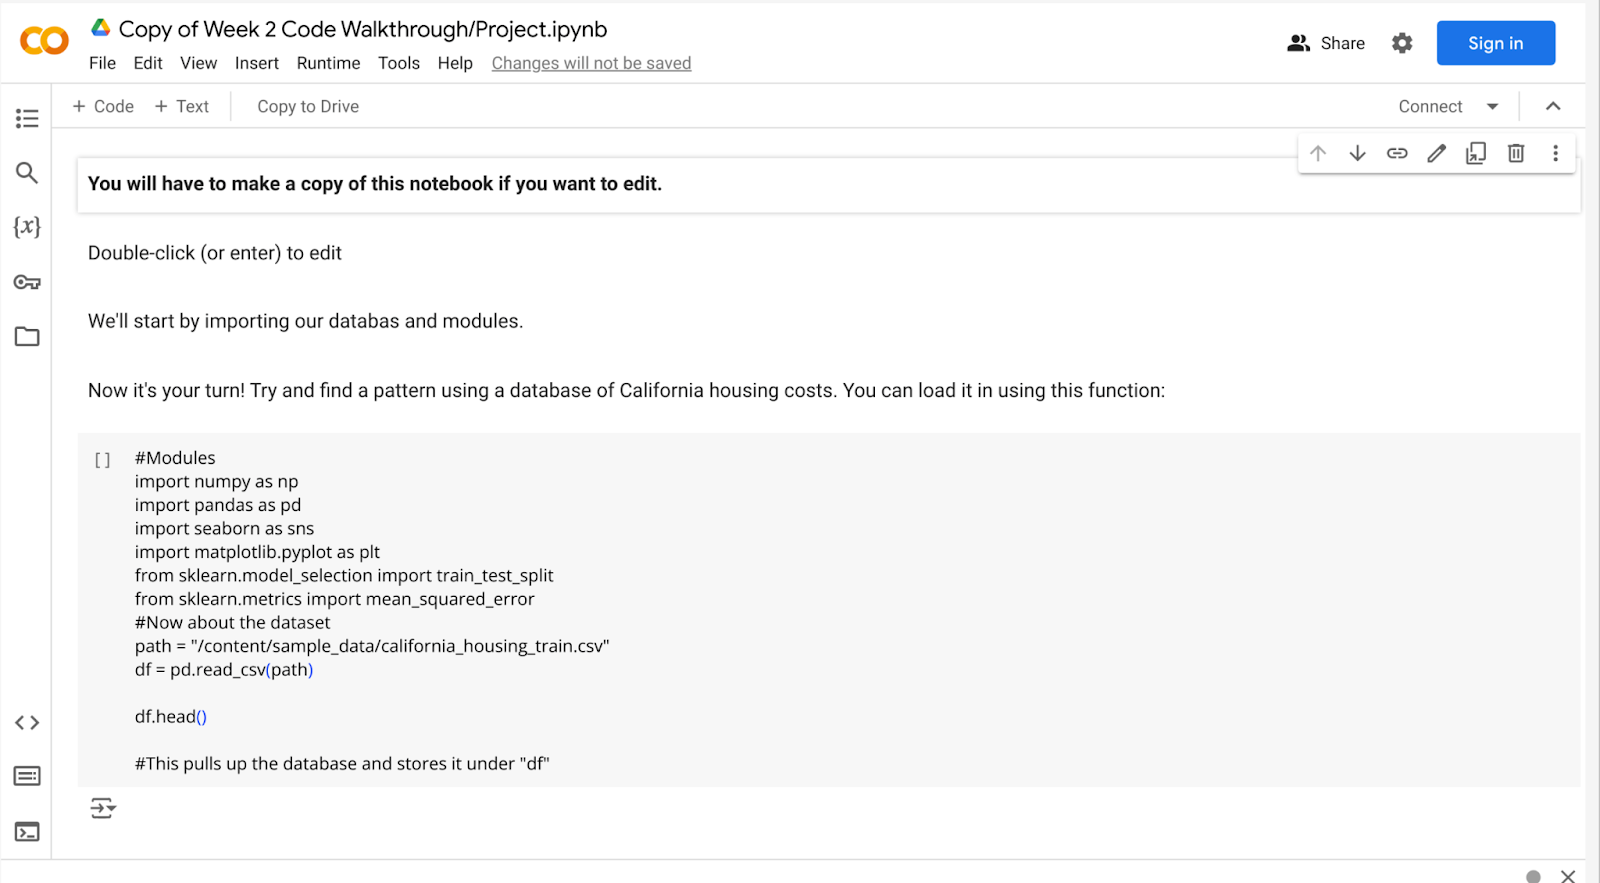 Copy of Week 2 Code Walkthrough/Project.ipynb
File Edit View Insert Runtime Tools Help Changes will not be saved
Share
Sign in
+ Code + Text Copy to Drive
Connect
You will have to make a copy of this notebook if you want to edit.
Double-click (or enter) to edit
We'll start by importing our databas and modules.
Now it's your turn! Try and find a pattern using a database of California housing costs. You can load it in using this function:
{x}
[ ]
#Modules
import numpy as np
import pandas as pd
import seaborn as sns
import matplotlib.pyplot as plt
from sklearn.model_selection import train_test_split
from sklearn.metrics import mean_squared_error
#Now about the dataset
path = "/content/sample_data/california_housing_train.csv"
df = pd.read_csv(path)
df.head()
#This pulls up the database and stores it under "df"